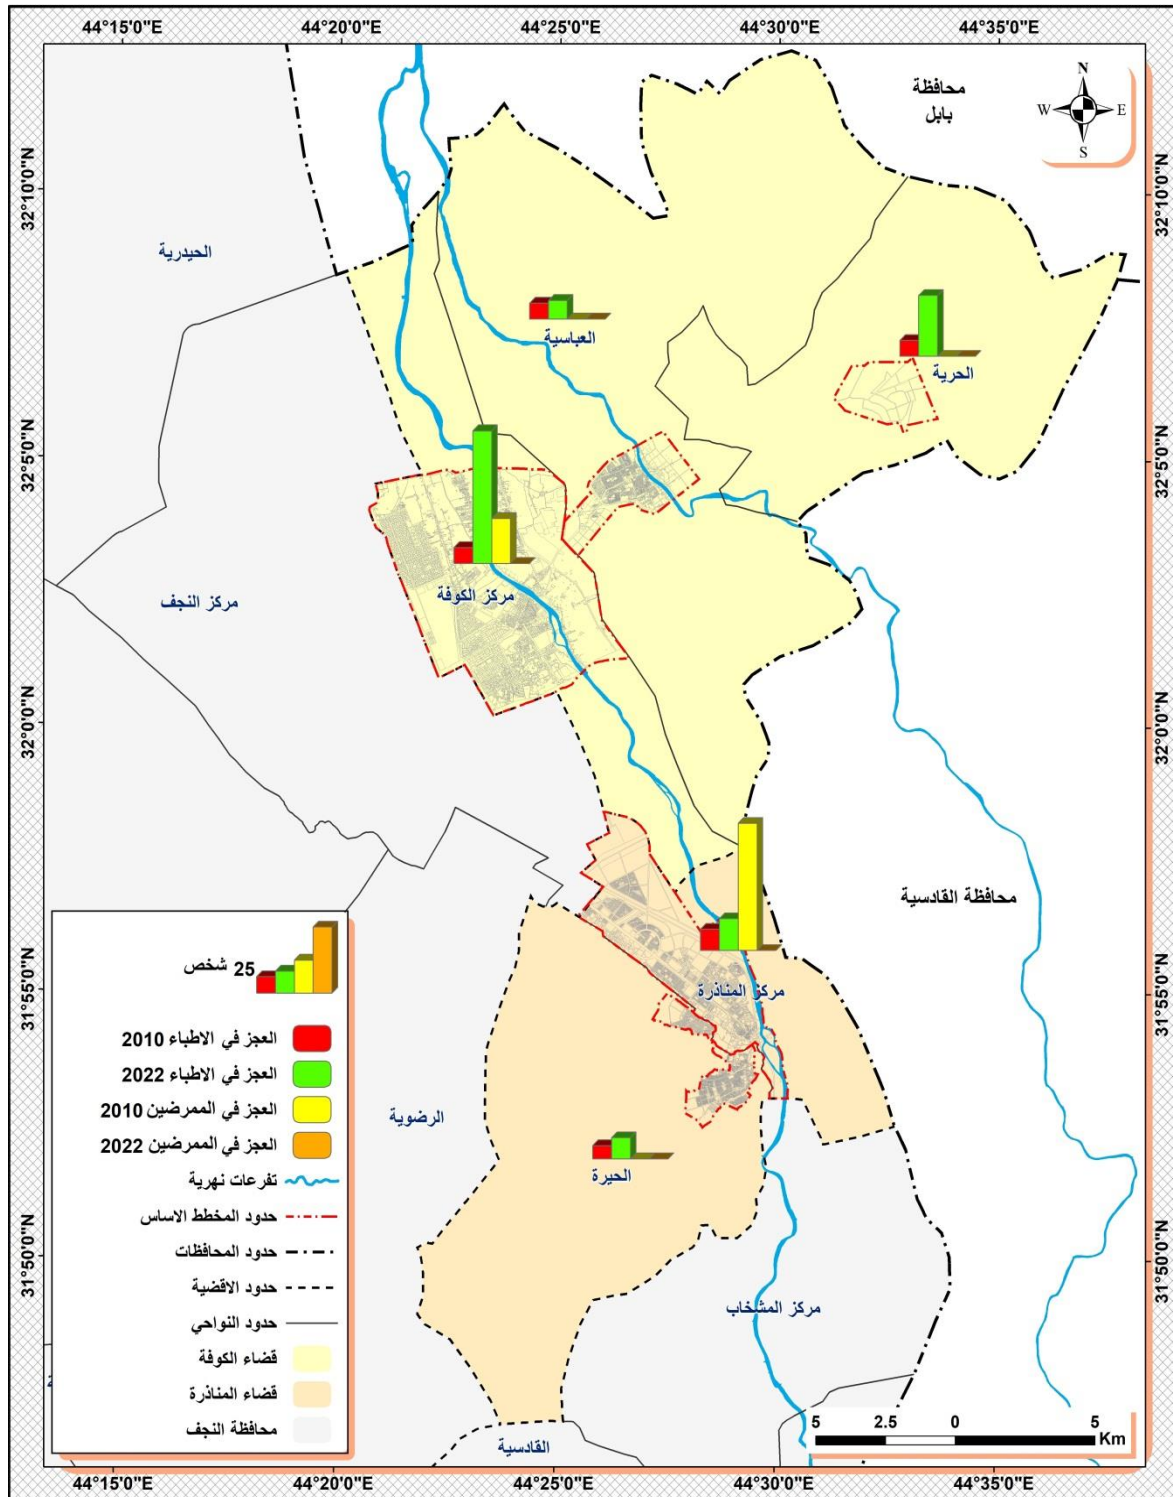 44°15'0"E 44°20'0"E 44°25'0"E 44°30'0"E 44°35'0"E
محافظة
بابل
N
W E
S
32°10'0"N 32°10'0"N
الحيدرية
العباسية
الحرية
32°5'0"N 32°5'0"N
مركز النجف
مركز الكوفة
32°0'0"N 32°0'0"N
محافظة القادسية
مركز المناذرة
31°55'0"N 31°55'0"N
الرضوية
الحيرة
31°50'0"N 31°50'0"N
مركز المشخاب
القادسية
25 شخص
العجز في الاطباء 2010
العجز في الاطباء 2022
العجز في الممرضين 2010
العجز في الممرضين 2022
تفرعات نهرية
حدود المخطط الاساس
حدود المحافظات
حدود الاقضية
حدود النواحي
قضاء الكوفة
قضاء المناذرة
محافظة النجف
5 2.5 0 5
Km
44°15'0"E 44°20'0"E 44°25'0"E 44°30'0"E 44°35'0"E